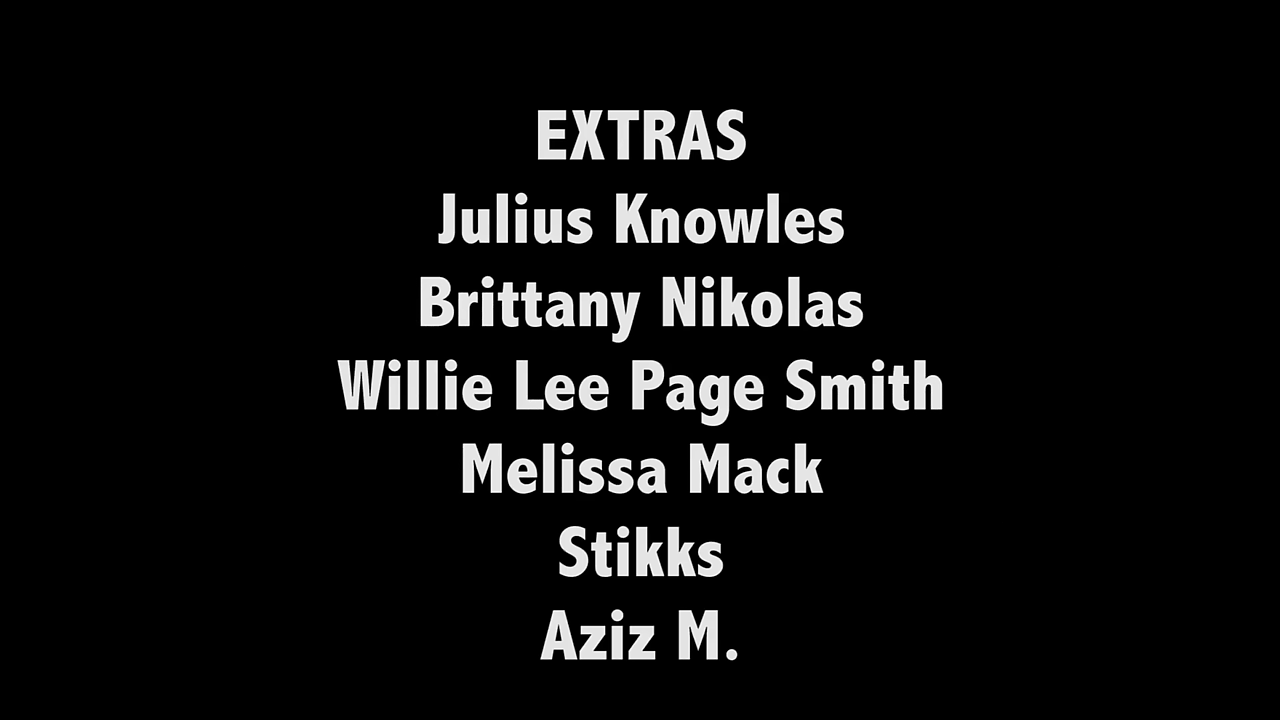 EXTRAS
Julius Knowles
Brittany Nikolas
Willie Lee Page Smith
Melissa Mack
Stikks
Aziz M.